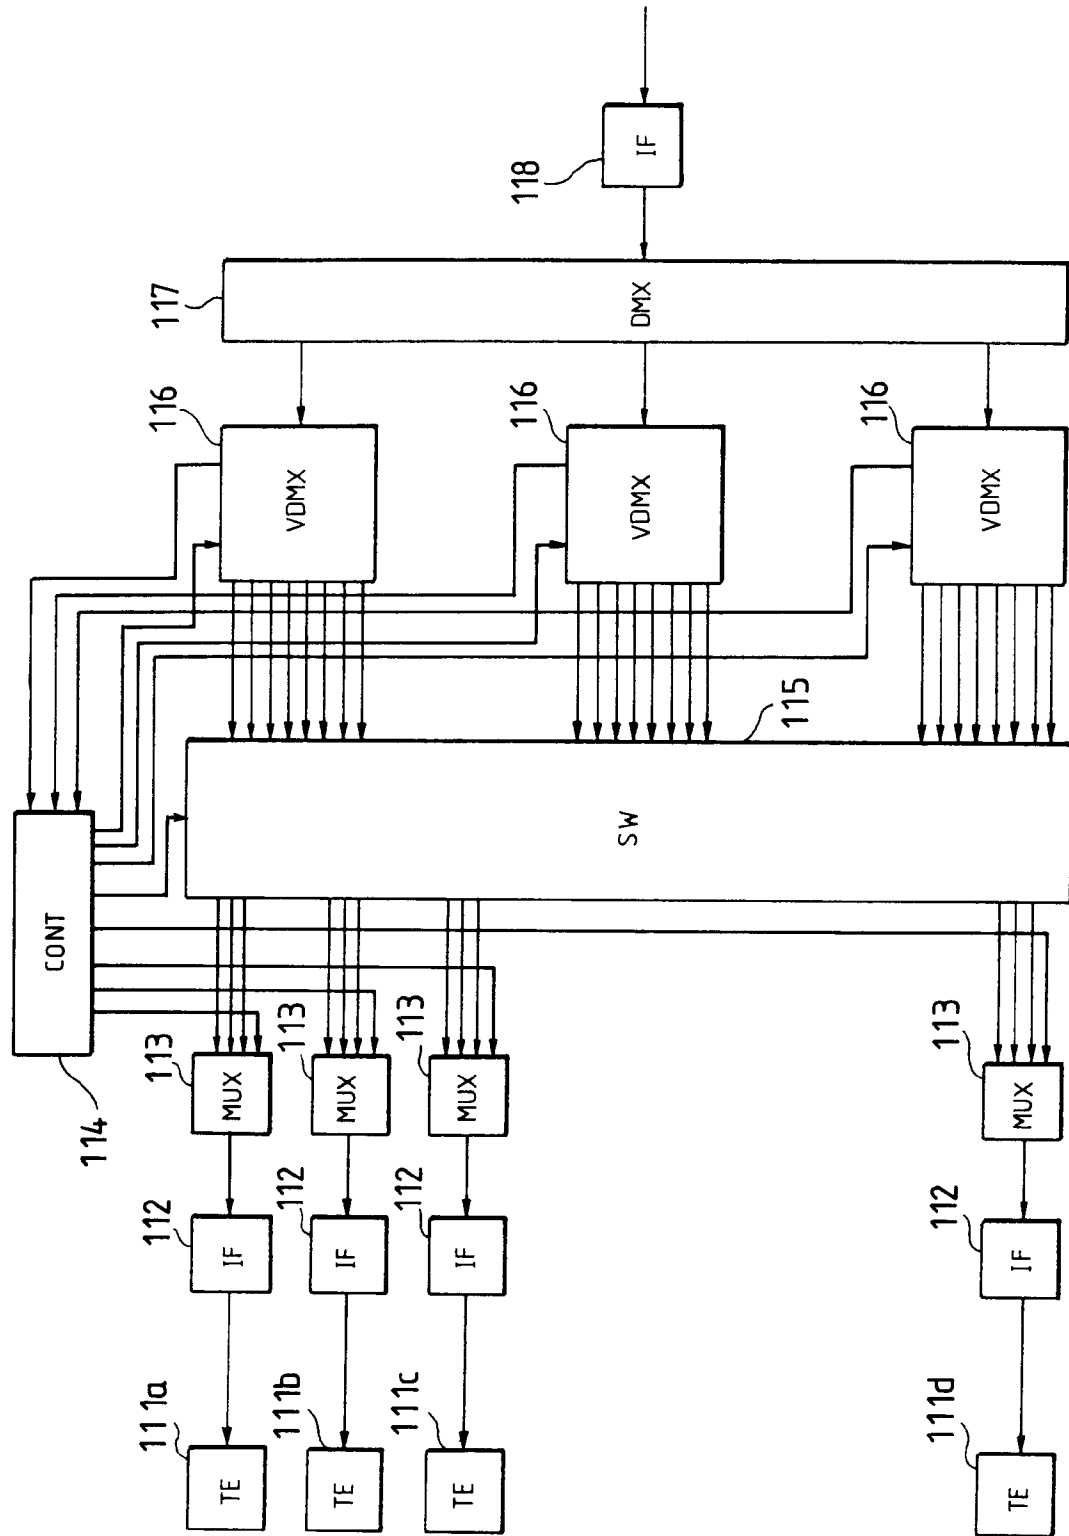 118
IF
117
DMX
116
VDMX
116
VDMX
116
VDMX
115
SW
CONT
114
113
MUX
113
MUX
113
MUX
113
MUX
112
IF
112
IF
112
IF
112
IF
111a
TE
111b
TE
111c
TE
111d
TE